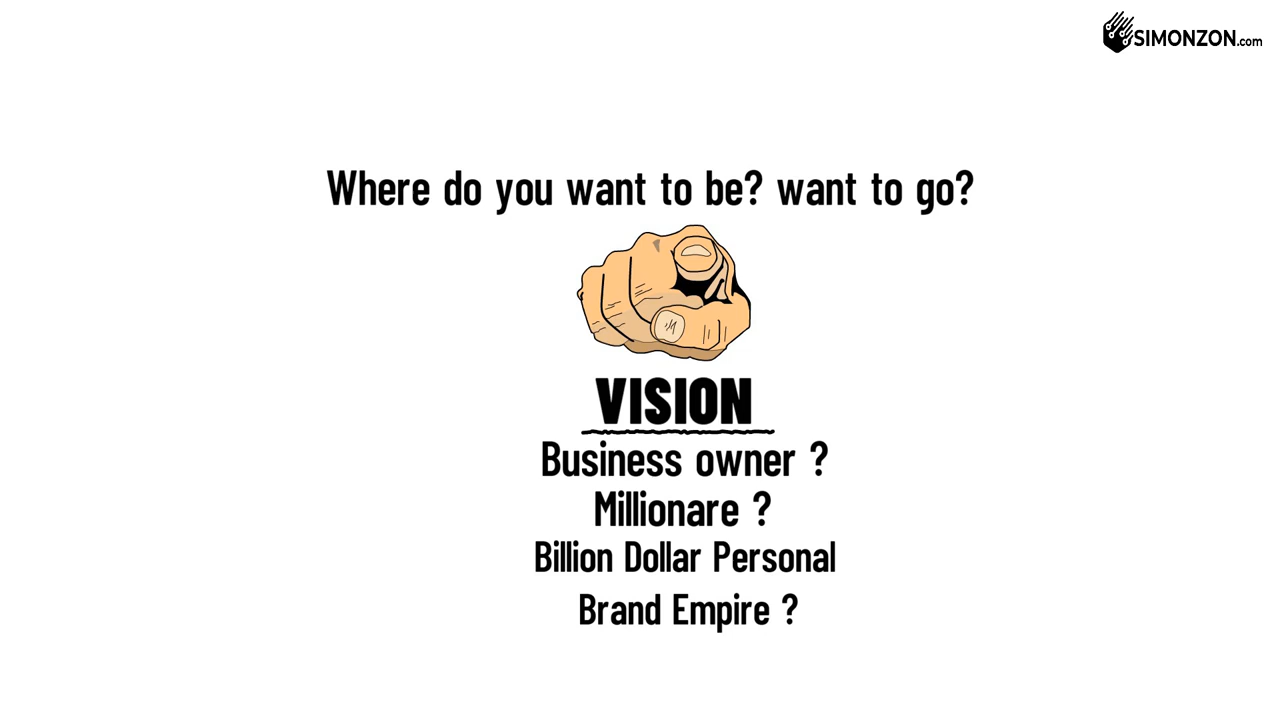 SIMONZON.com
Where do you want to be? want to go?
VISION
Business owner ?
Millionare ?
Billion Dollar Personal
Brand Empire ?